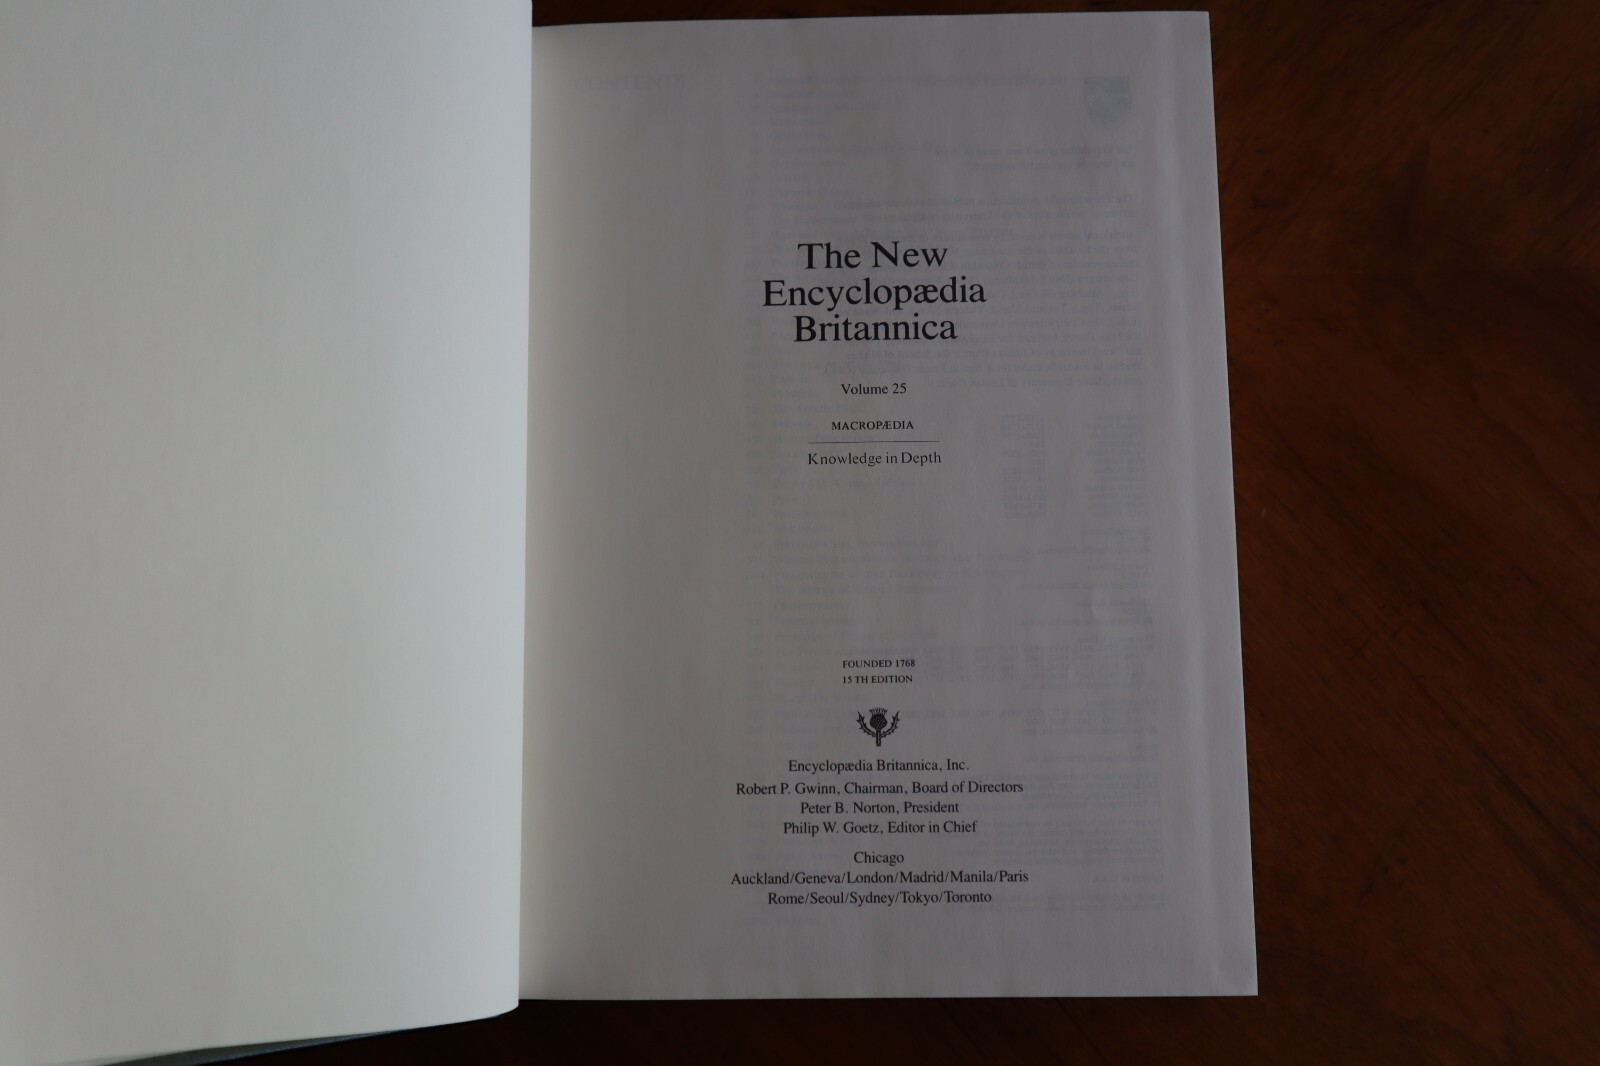 The New
Encyclopædia
Britannica
Volume 25
MACROPÆDIA
Knowledge in Depth
FOUNDED 1768
15 TH EDITION
Encyclopædia Britannica, Inc.
Robert P. Gwinn, Chairman, Board of Directors
Peter B. Norton, President
Philip W. Goetz, Editor in Chief
Chicago
Auckland/Geneva/London/Madrid/Manila/Paris
Rome/Seoul/Sydney/Tokyo/Toronto